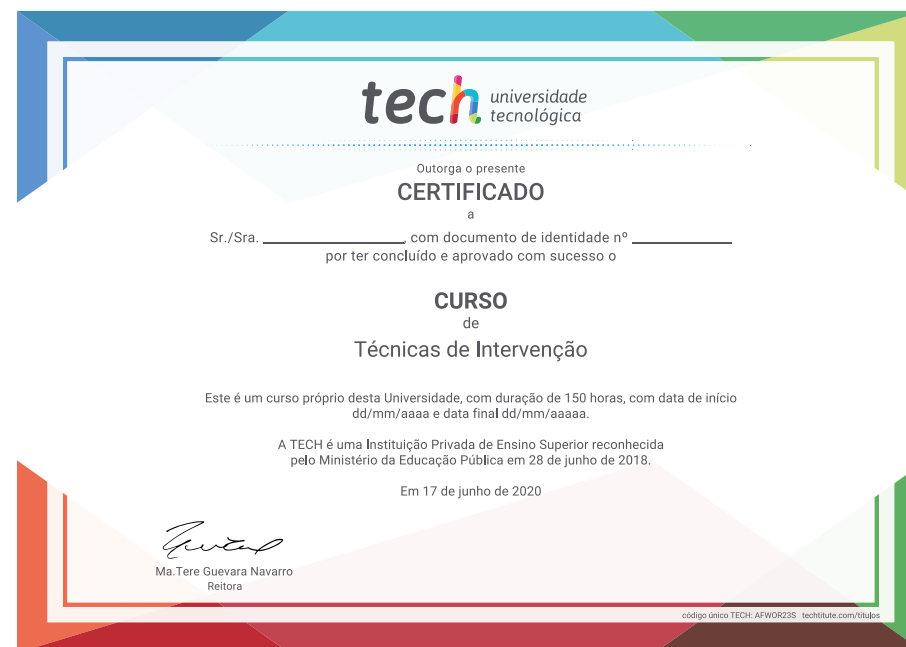 tech universidade
tecnológica
Outorga o presente
CERTIFICADO
a
Sr./Sra. ____________________, com documento de identidade nº ______________
por ter concluído e aprovado com sucesso o
CURSO
de
Técnicas de Intervenção
Este é um curso próprio desta Universidade, com duração de 150 horas, com data de início
dd/mm/aaaa e data final dd/mm/aaaaa.
A TECH é uma Instituição Privada de Ensino Superior reconhecida
pelo Ministério da Educação Pública em 28 de junho de 2018.
Em 17 de junho de 2020
Ma.Tere Guevara Navarro
Reitora
código único TECH: AFWOR23S techtitute.com/titulos